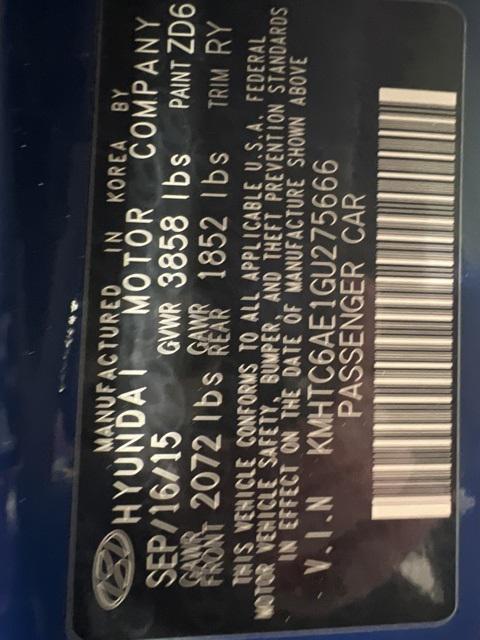 MANUFACTURED IN KOREA BY
HYUNDAI MOTOR COMPANY
SEP/16/15 GVWR 3858 lbs PAINT ZD6
GAWR FRONT 2072 lbs GAWR REAR 1852 lbs TRIM RY
THIS VEHICLE CONFORMS TO ALL APPLICABLE U.S.A. FEDERAL
MOTOR VEHICLE SAFETY, BUMPER, AND THEFT PREVENTION STANDARDS
IN EFFECT ON THE DATE OF MANUFACTURE SHOWN ABOVE
V.I.N KMHTC6AE1GU275666
PASSENGER CAR